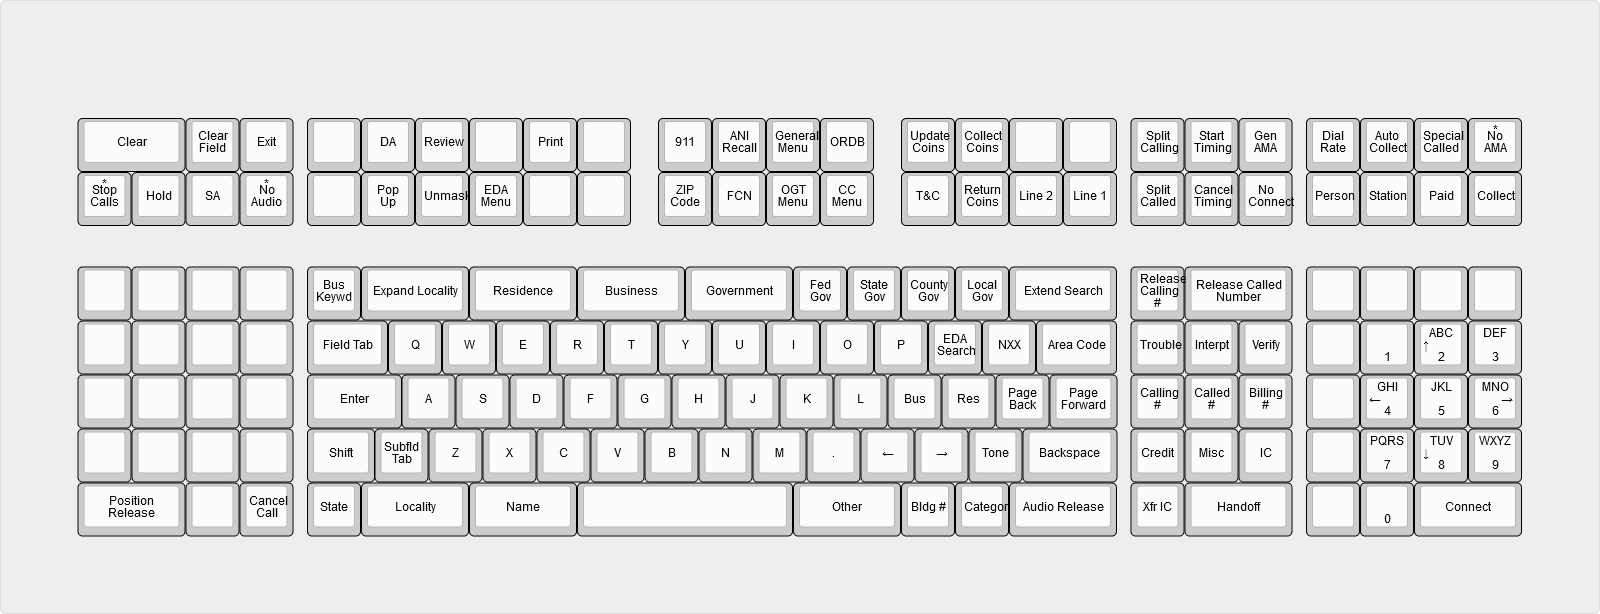 Clear
Clear
Field
Exit
DA
Review
Print
911
ANI
Recall
General
Menu
ORDB
Update
Coins
Collect
Coins
Split
Calling
Start
Timing
Gen
AMA
Dial
Rate
Auto
Collect
Special
Called
*
No
AMA
*
Stop
Calls
Hold
SA
*
No
Audio
Pop
Up
Unmask
EDA
Menu
ZIP
Code
FCN
OGT
Menu
CC
Menu
T&C
Return
Coins
Line 2
Line 1
Split
Called
Cancel
Timing
No
Connect
Person
Station
Paid
Collect
Bus
Keywd
Expand Locality
Residence
Business
Government
Fed
Gov
State
Gov
County
Gov
Local
Gov
Extend Search
Release
Calling
#
Release Called
Number
Field Tab
Q
W
E
R
T
Y
U
I
O
P
EDA
Search
NXX
Area Code
Trouble
Interpt
Verify
1
ABC
↑
2
DEF
3
Enter
A
S
D
F
G
H
J
K
L
Bus
Res
Page
Back
Page
Forward
Calling
#
Called
#
Billing
#
GHI
←
4
JKL
5
MNO
→
6
Shift
Subfld
Tab
Z
X
C
V
B
N
M
.
←
→
Tone
Backspace
Credit
Misc
IC
PQRS
7
TUV
↓
8
WXYZ
9
Position
Release
Cancel
Call
State
Locality
Name
Other
Bldg #
Categor
Audio Release
Xfr IC
Handoff
0
Connect